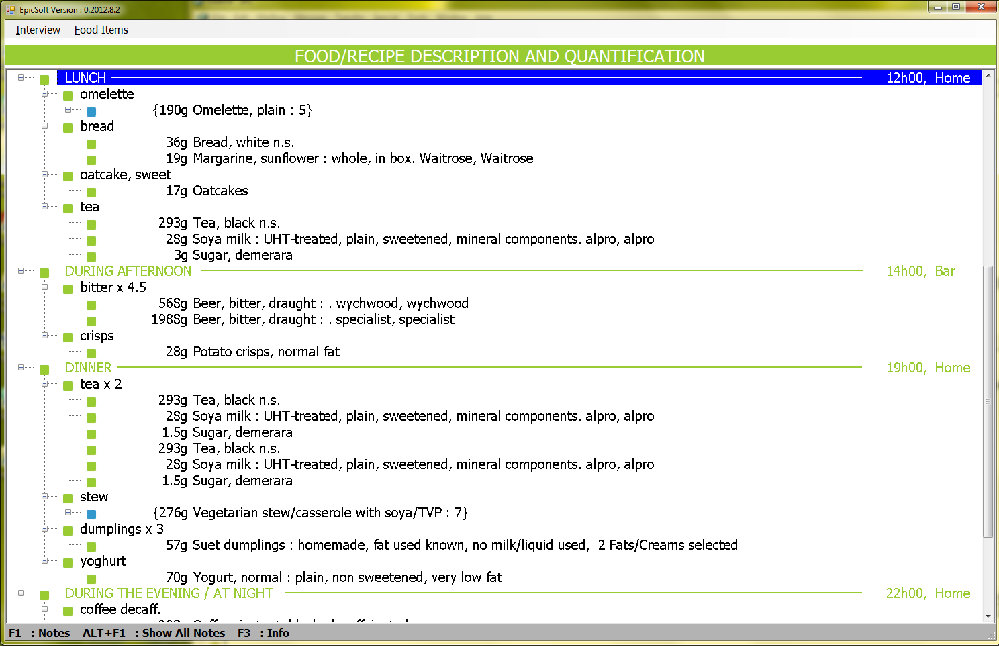 EpicSoft Version : 0.2012.8.2
Interview Food Items
FOOD/RECIPE DESCRIPTION AND QUANTIFICATION
LUNCH 12h00, Home
omelette
{190g Omelette, plain : 5}
bread
36g Bread, white n.s.
19g Margarine, sunflower : whole, in box. Waitrose, Waitrose
oatcake, sweet
17g Oatcakes
tea
293g Tea, black n.s.
28g Soya milk : UHT-treated, plain, sweetened, mineral components. alpro, alpro
3g Sugar, demerara
DURING AFTERNOON 14h00, Bar
bitter x 4.5
568g Beer, bitter, draught : . wychwood, wychwood
1988g Beer, bitter, draught : . specialist, specialist
crisps
28g Potato crisps, normal fat
DINNER 19h00, Home
tea x 2
293g Tea, black n.s.
28g Soya milk : UHT-treated, plain, sweetened, mineral components. alpro, alpro
1.5g Sugar, demerara
293g Tea, black n.s.
28g Soya milk : UHT-treated, plain, sweetened, mineral components. alpro, alpro
1.5g Sugar, demerara
stew
{276g Vegetarian stew/casserole with soya/TVP : 7}
dumplings x 3
57g Suet dumplings : homemade, fat used known, no milk/liquid used, 2 Fats/Creams selected
yoghurt
70g Yogurt, normal : plain, non sweetened, very low fat
DURING THE EVENING / AT NIGHT 22h00, Home
coffee decaff.
F1 : Notes ALT+F1 : Show All Notes F3 : Info